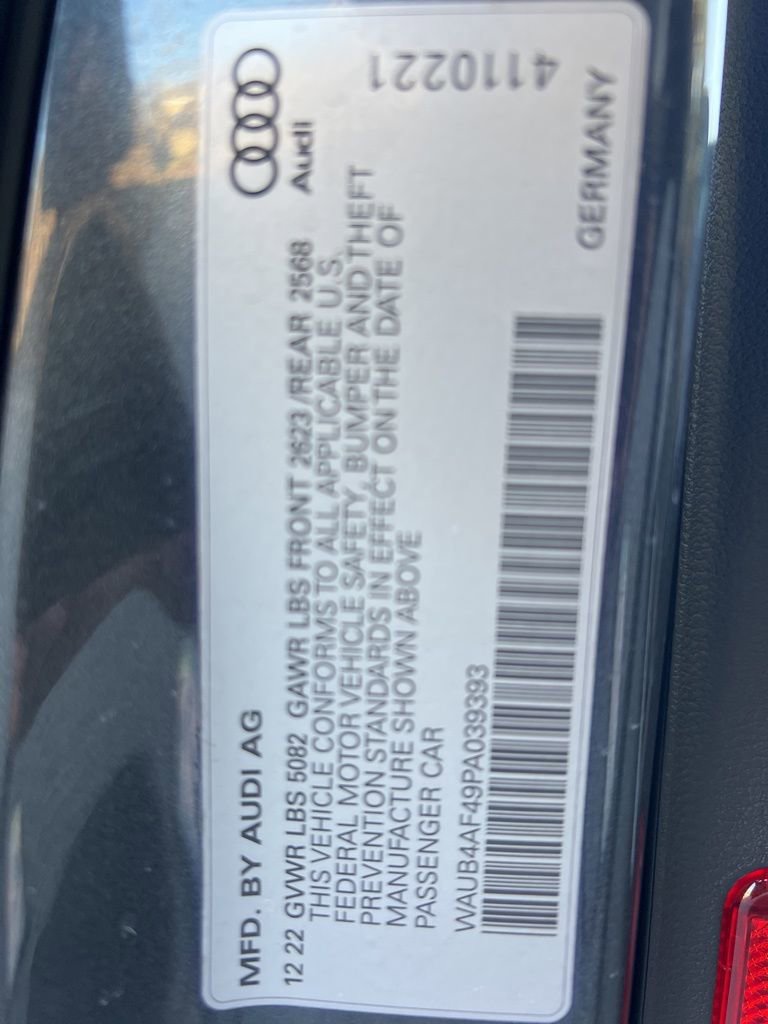 MFD. BY AUDI AG
Audi
12 22 GVWR LBS 5082 GAWR LBS FRONT 2623 /REAR 2568
THIS VEHICLE CONFORMS TO ALL APPLICABLE U.S.
FEDERAL MOTOR VEHICLE SAFETY, BUMPER AND THEFT
PREVENTION STANDARDS IN EFFECT ON THE DATE OF
MANUFACTURE SHOWN ABOVE
PASSENGER CAR
WAUB4AF49PA039393
4110221
GERMANY